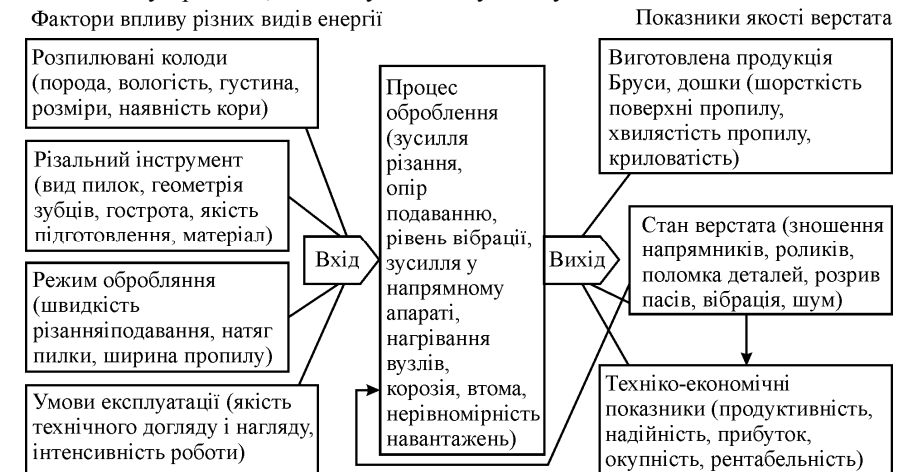 Фактори впливу різних видів енергії
Показники якості верстата
Розпилювані колоди
(порода, вологість, густина,
розміри, наявність кори)
Різальний інструмент
(вид пилок, геометрія
зубців, гострота, якість
підготовлення, матеріал)
Режим обробляння
(швидкість
різанняіподавання, натяг
пилки, ширина пропилу)
Умови експлуатації (якість
технічного догляду і нагляду,
інтенсивність роботи)
Вхід
Процес
оброблення
(зусилля
різання,
опір
подаванню,
рівень вібрації,
зусилля у
напрямному
апараті,
нагрівання
вузлів,
корозія, втома,
нерівномірність
навантажень)
Вихід
Виготовлена продукція
Бруси, дошки (шорсткість
поверхні пропилу,
хвилястість пропилу,
криловатість)
Стан верстата (зношення
напрямників, роликів,
поломка деталей, розрив
пасів, вібрація, шум)
Техніко-економічні
показники (продуктивність,
надійність, прибуток,
окупність, рентабельність)